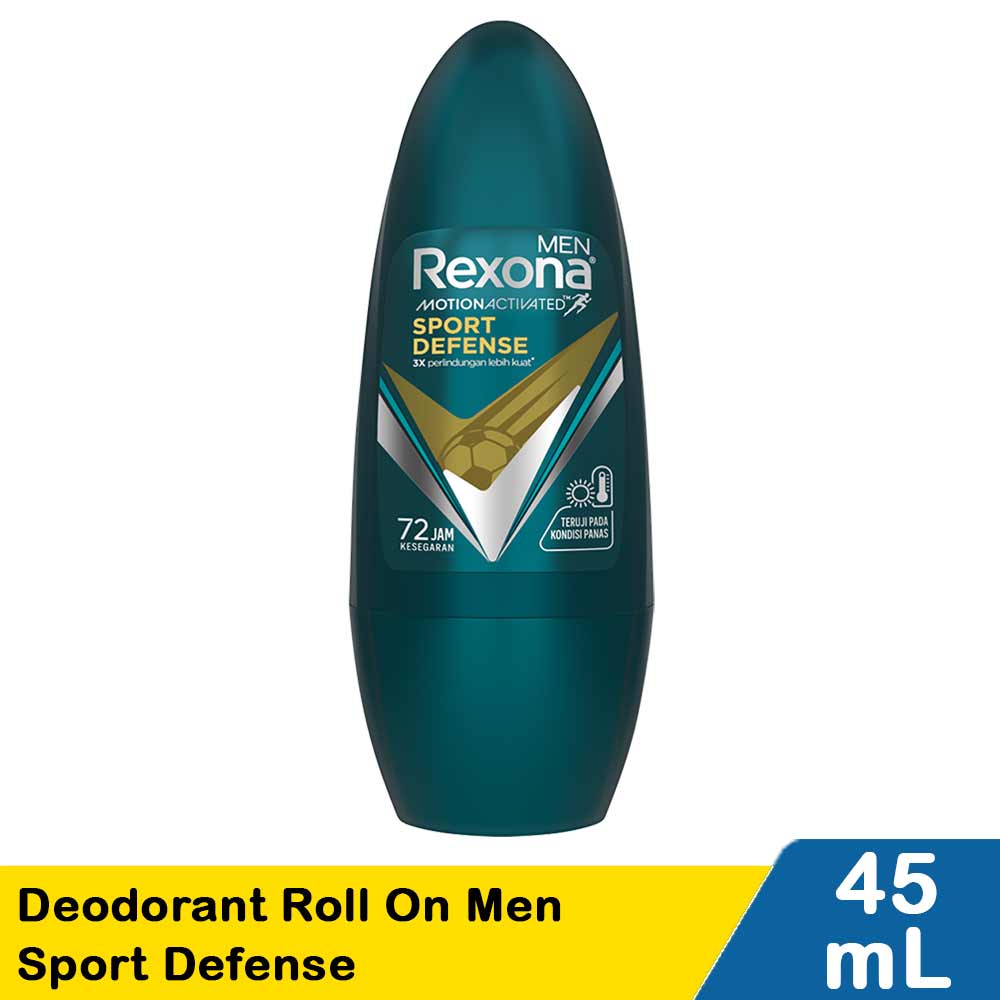 MEN
Rexona®
MOTIONACTIVATED™
SPORT
DEFENSE
3X perlindungan lebih kuat*
72 JAM
KESEGARAN
TERUJI PADA
KONDISI PANAS
Deodorant Roll On Men
Sport Defense
45
mL